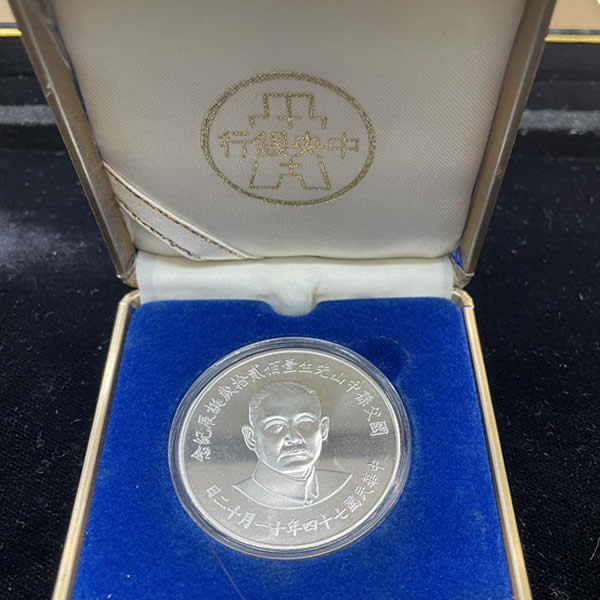 中央銀行
國父孫中山先生壹佰貳拾歲誕辰紀念
中華民國七十四年十一月十二日